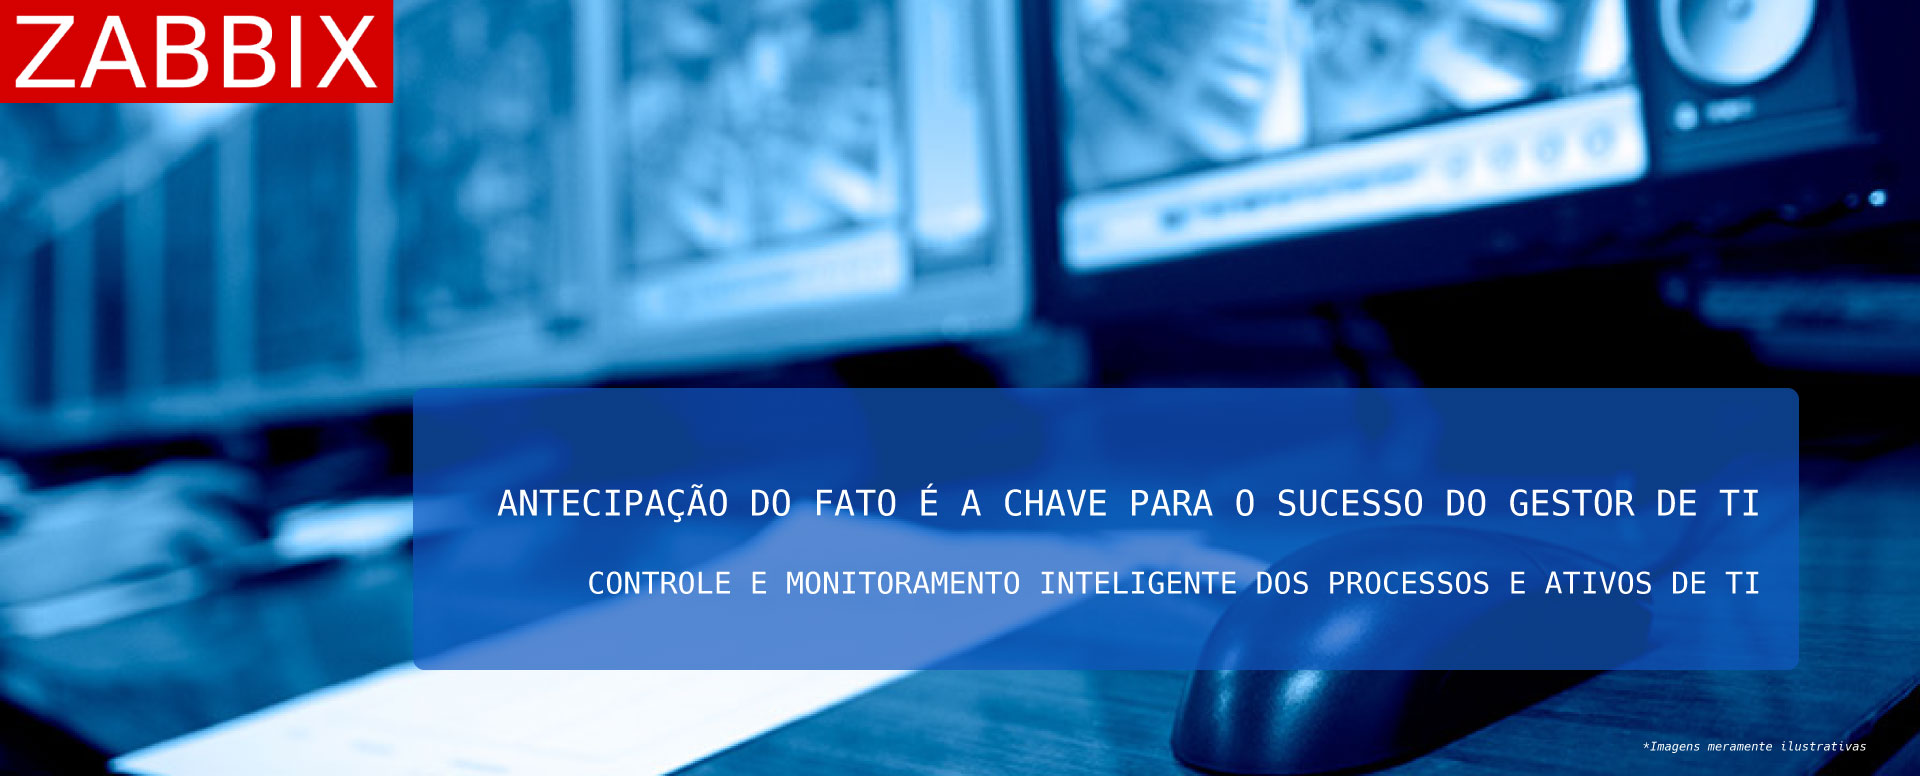 ZABBIX
ANTECIPAÇÃO DO FATO É A CHAVE PARA O SUCESSO DO GESTOR DE TI
CONTROLE E MONITORAMENTO INTELIGENTE DOS PROCESSOS E ATIVOS DE TI
*Imagens meramente ilustrativas